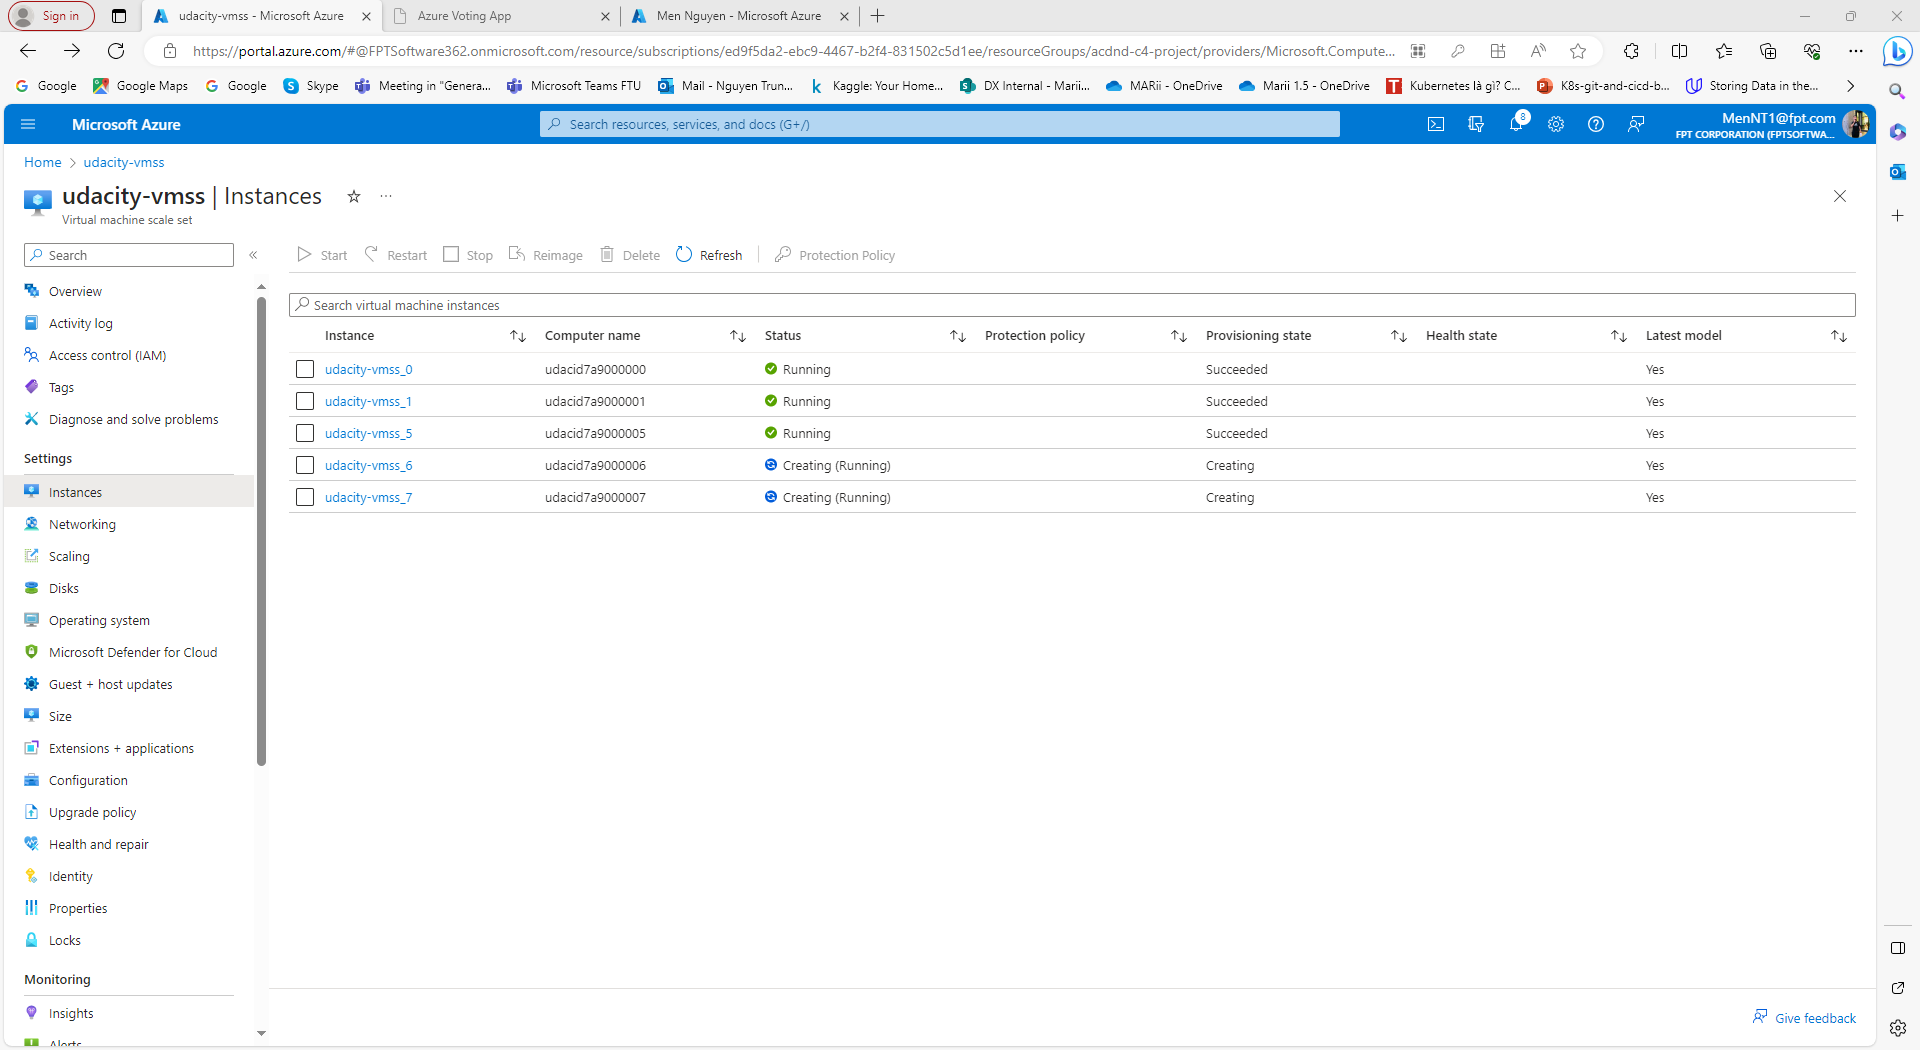 Sign in
udacity-vmss - Microsoft Azure
Azure Voting App
Men Nguyen - Microsoft Azure
https://portal.azure.com/#@FPTSoftware362.onmicrosoft.com/resource/subscriptions/ed9f5da2-ebc9-4467-b2f4-831502c5d1ee/resourceGroups/acdnd-c4-project/providers/Microsoft.Compute...
Google
Google Maps
Google
Skype
Meeting in "Genera...
Microsoft Teams FTU
Mail - Nguyen Trun...
Kaggle: Your Home...
DX Internal - Marii...
MARii - OneDrive
Marii 1.5 - OneDrive
Kubernetes là gì? C...
K8s-git-and-cicd-b...
Storing Data in the...
Microsoft Azure
Search resources, services, and docs (G+/)
8
MenNT1@fpt.com
FPT CORPORATION (FPTSOFTWA...
Home > udacity-vmss
udacity-vmss | Instances
Virtual machine scale set
Search
Start Restart Stop Reimage Delete Refresh Protection Policy
Overview
Activity log
Access control (IAM)
Tags
Diagnose and solve problems
Settings
Instances
Networking
Scaling
Disks
Operating system
Microsoft Defender for Cloud
Guest + host updates
Size
Extensions + applications
Configuration
Upgrade policy
Health and repair
Identity
Properties
Locks
Monitoring
Insights
Alerts
Search virtual machine instances
Instance Computer name Status Protection policy Provisioning state Health state Latest model
udacity-vmss_0 udacid7a9000000 Running Succeeded Yes
udacity-vmss_1 udacid7a9000001 Running Succeeded Yes
udacity-vmss_5 udacid7a9000005 Running Succeeded Yes
udacity-vmss_6 udacid7a9000006 Creating (Running) Creating Yes
udacity-vmss_7 udacid7a9000007 Creating (Running) Creating Yes
Give feedback